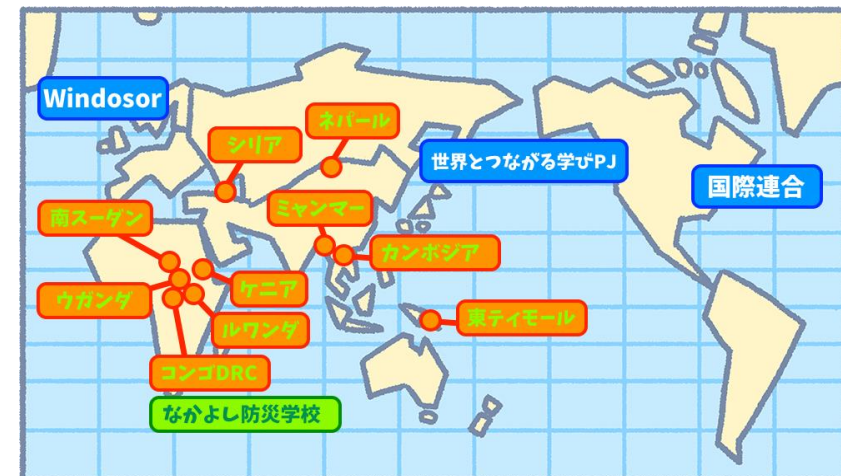 Windosor
ネパール
シリア
世界とつながる学びPJ
国際連合
ミャンマー
南スーダン
カンボジア
ケニア
ウガンダ
東ティモール
ルワンダ
コンゴDRC
なかよし防災学校